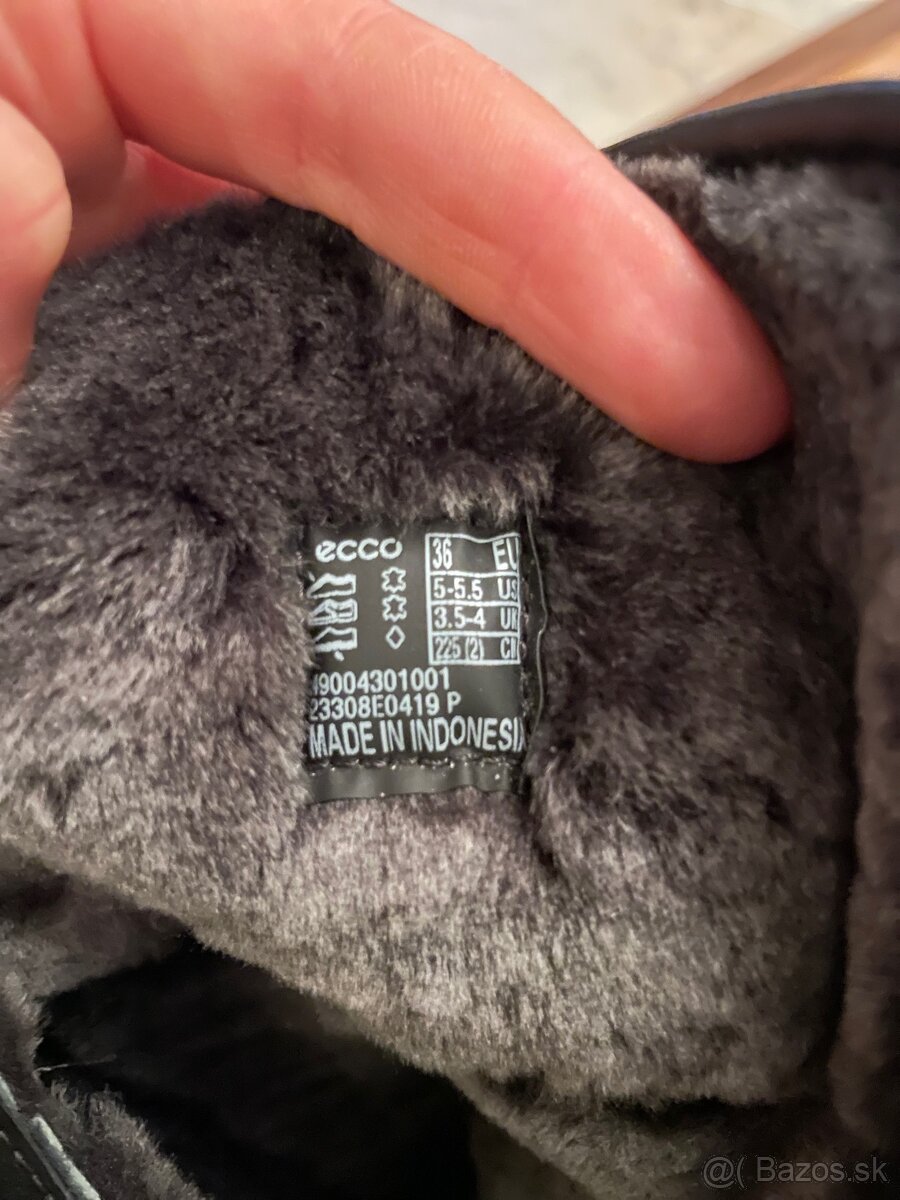 ecco
36 EU
5-5.5 US
3.5-4 UK
225 (2)
49004301001
23308E0419 P
MADE IN INDONESIA
@( Bazos.sk